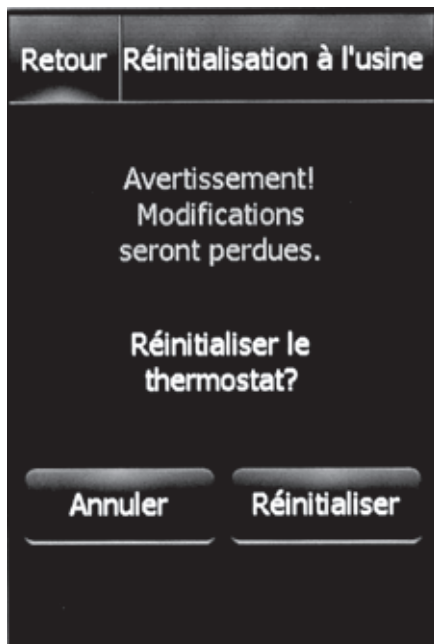 Retour Réinitialisation à l'usine
Avertissement!
Modifications
seront perdues.
Réinitialiser le
thermostat?
Annuler Réinitialiser